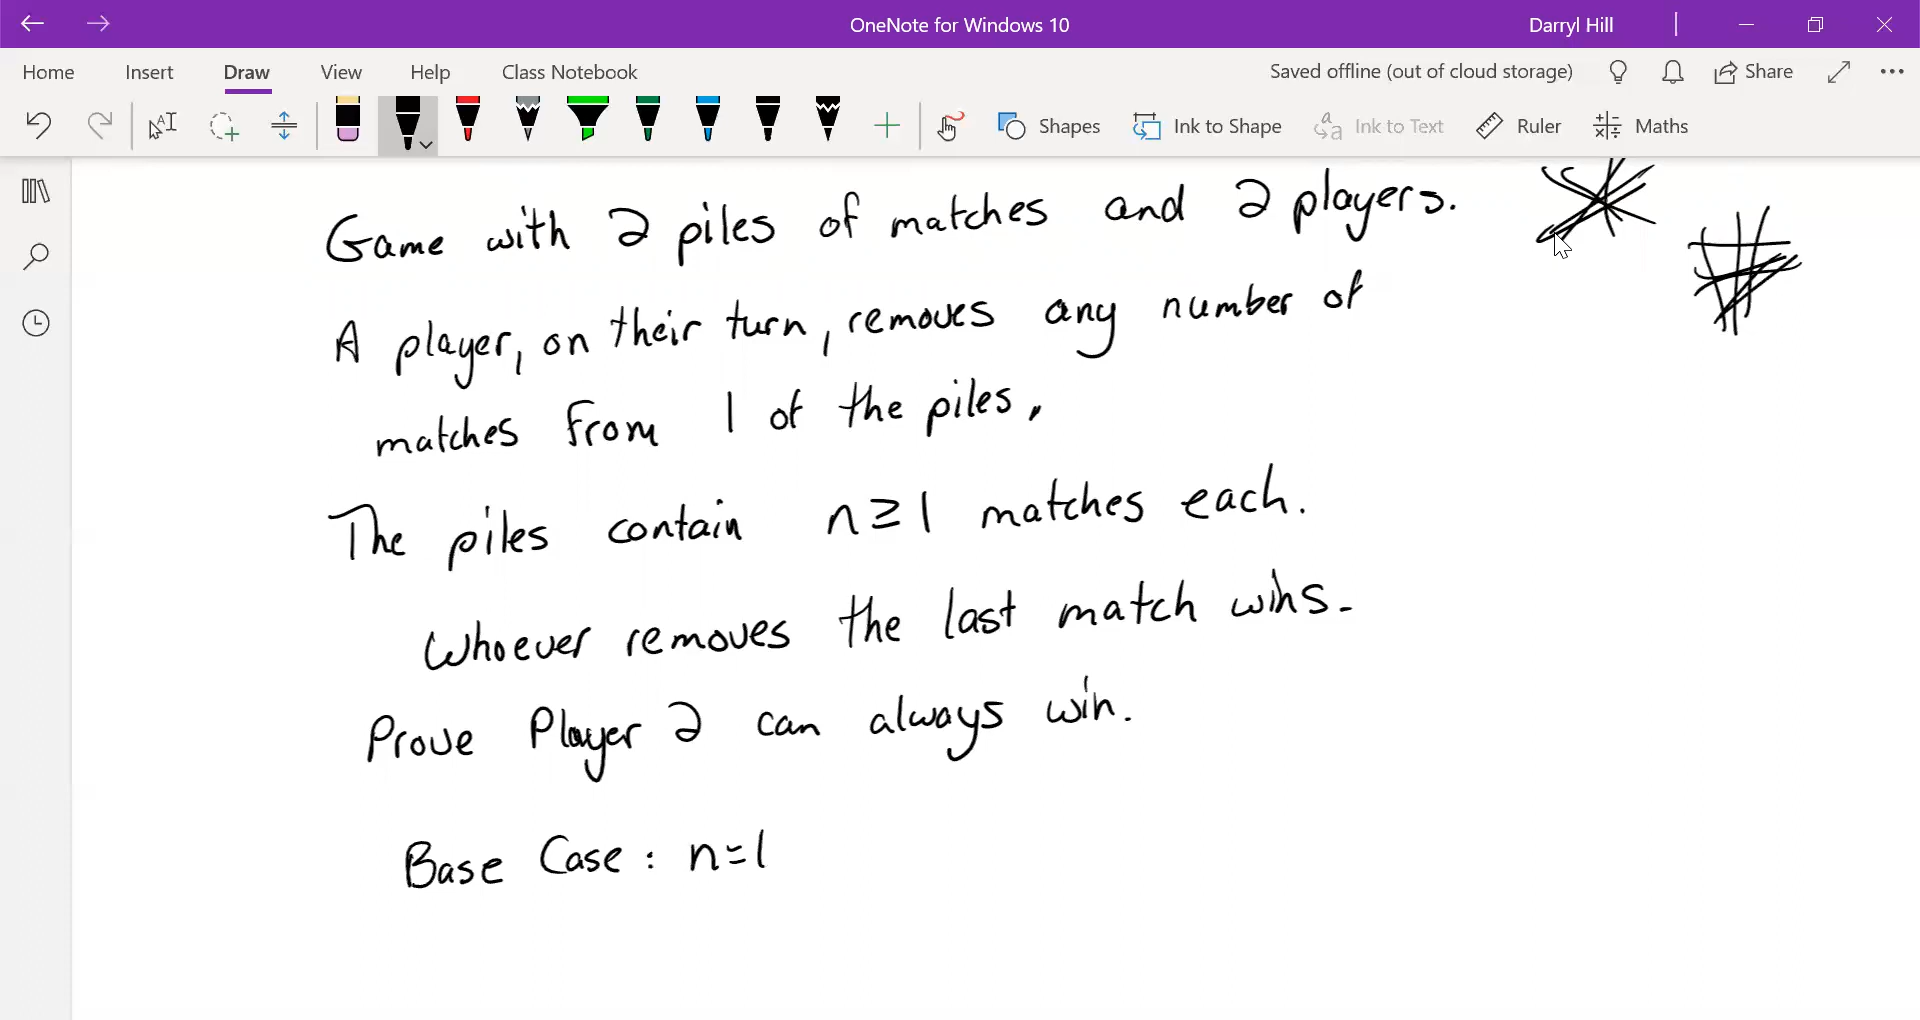 OneNote for Windows 10
Darryl Hill
Home Insert Draw View Help Class Notebook
Saved offline (out of cloud storage) Share
Shapes Ink to Shape Ink to Text Ruler Maths
Game with 2 piles of matches and 2 players.
A player, on their turn, removes any number of
matches from 1 of the piles.
The piles contain n≥1 matches each.
Whoever removes the last match wins.
Prove Player 2 can always win.
Base Case: n=1